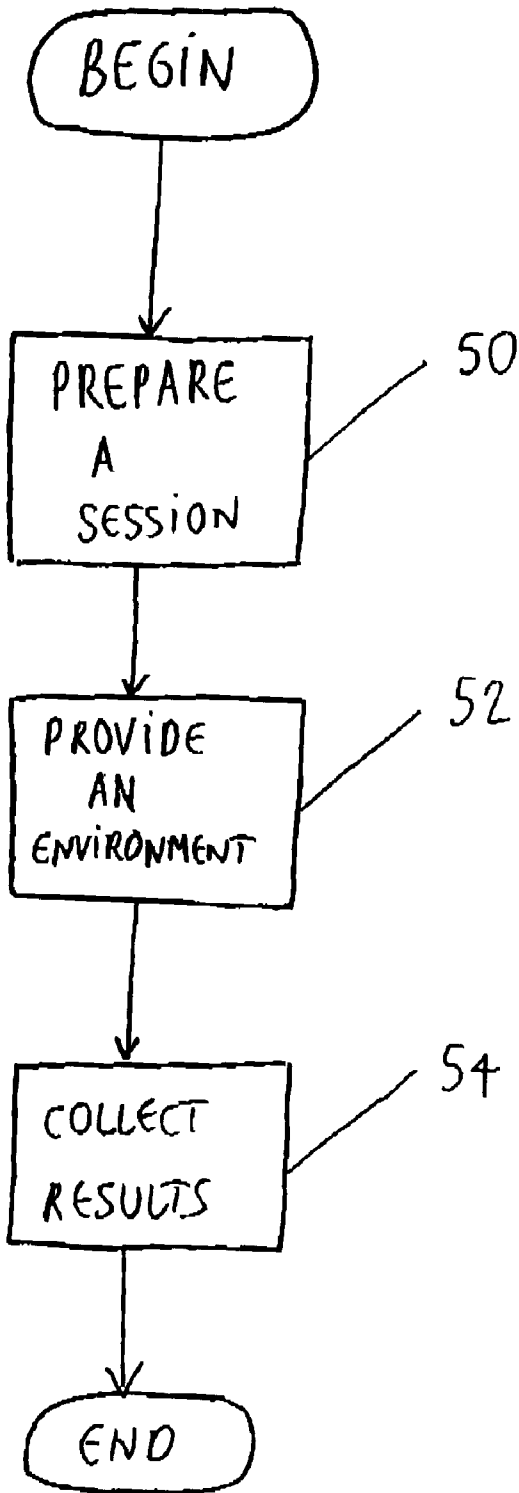 BEGIN
PREPARE
A
SESSION
50
PROVIDE
AN
ENVIRONMENT
52
COLLECT
RESULTS
54
END